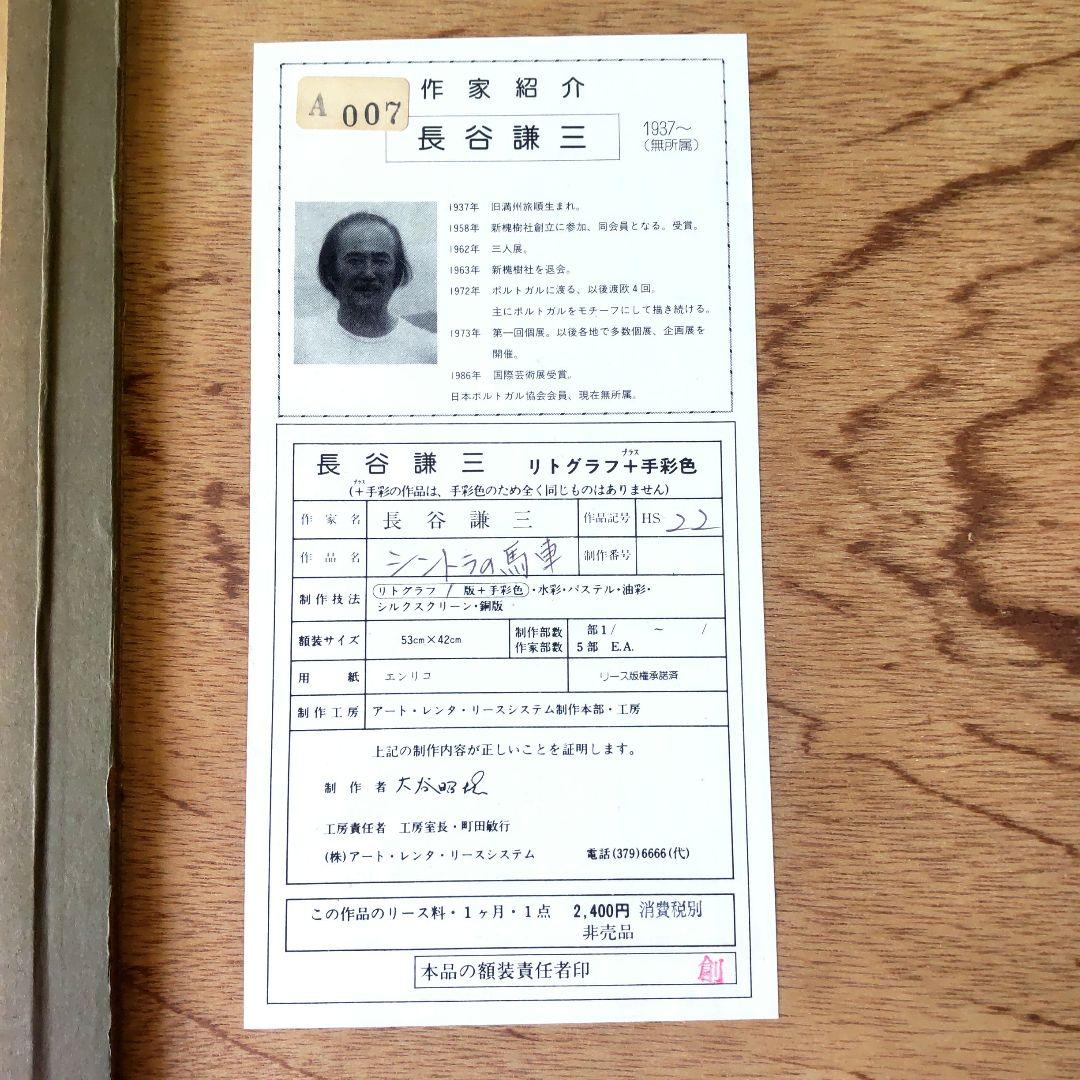 A 007
作家紹介
長谷謙三
1937〜
(無所属)
1937年 旧満州旅順生まれ。
1958年 新槐樹社創立に参加、同会員となる。受賞。
1962年 三人展。
1963年 新槐樹社を退会。
1972年 ポルトガルに渡る、以後渡欧4回。
主にポルトガルをモチーフにして描き続ける。
1973年 第一回個展。以後各地で多数個展、企画展を
開催。
1986年 国際芸術展受賞。
日本ポルトガル協会会員、現在無所属。
長谷謙三 リトグラフ+プラス手彩色
(+プラス手彩の作品は、手彩色のため全く同じものはありません)
作家名 長谷謙三 作品記号 HS 22
作品名 シントラの馬車 制作番号
制作技法 リトグラフ 1 版+手彩色・水彩・パステル・油彩・
シルクスクリーン・銅版
額装サイズ 53cm×42cm 制作部数 部1/ 〜 /
作家部数 5部 E.A.
用紙 エンリコ リース版権承諾済
制作工房 アート・レンタ・リースシステム制作本部・工房
上記の制作内容が正しいことを証明します。
制作者
工房責任者 工房室長・町田敏行
(株)アート・レンタ・リースシステム 電話(379)6666(代)
この作品のリース料・1ヶ月・1点 2,400円 消費税別
非売品
本品の額装責任者印 創